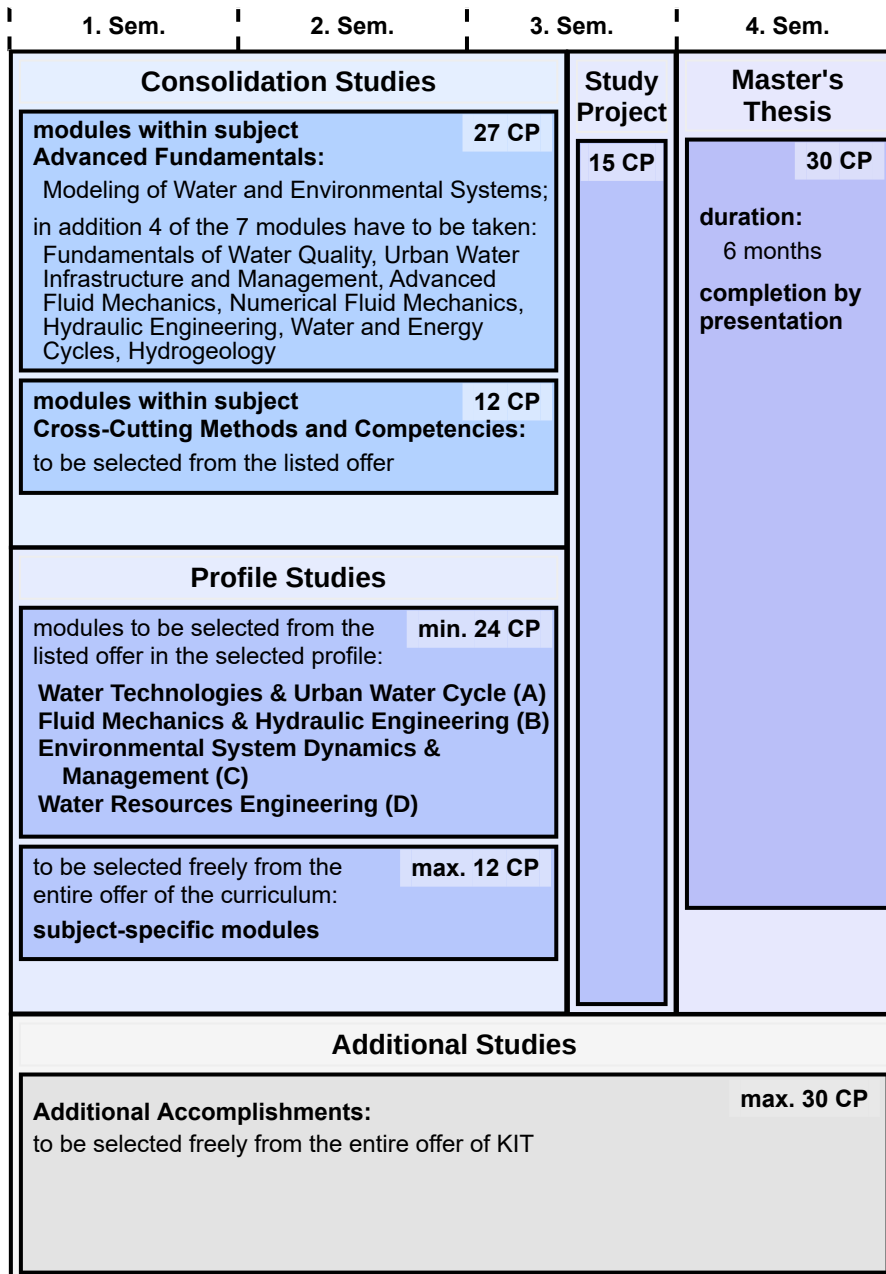 1. Sem. 2. Sem. 3. Sem. 4. Sem.
Consolidation Studies
modules within subject 27 CP
Advanced Fundamentals:
Modeling of Water and Environmental Systems;
in addition 4 of the 7 modules have to be taken:
Fundamentals of Water Quality, Urban Water
Infrastructure and Management, Advanced
Fluid Mechanics, Numerical Fluid Mechanics,
Hydraulic Engineering, Water and Energy
Cycles, Hydrogeology
modules within subject 12 CP
Cross-Cutting Methods and Competencies:
to be selected from the listed offer
Profile Studies
modules to be selected from the min. 24 CP
listed offer in the selected profile:
Water Technologies & Urban Water Cycle (A)
Fluid Mechanics & Hydraulic Engineering (B)
Environmental System Dynamics &
Management (C)
Water Resources Engineering (D)
to be selected freely from the max. 12 CP
entire offer of the curriculum:
subject-specific modules
Study
Project
15 CP
Master's
Thesis
30 CP
duration:
6 months
completion by
presentation
Additional Studies
Additional Accomplishments: max. 30 CP
to be selected freely from the entire offer of KIT